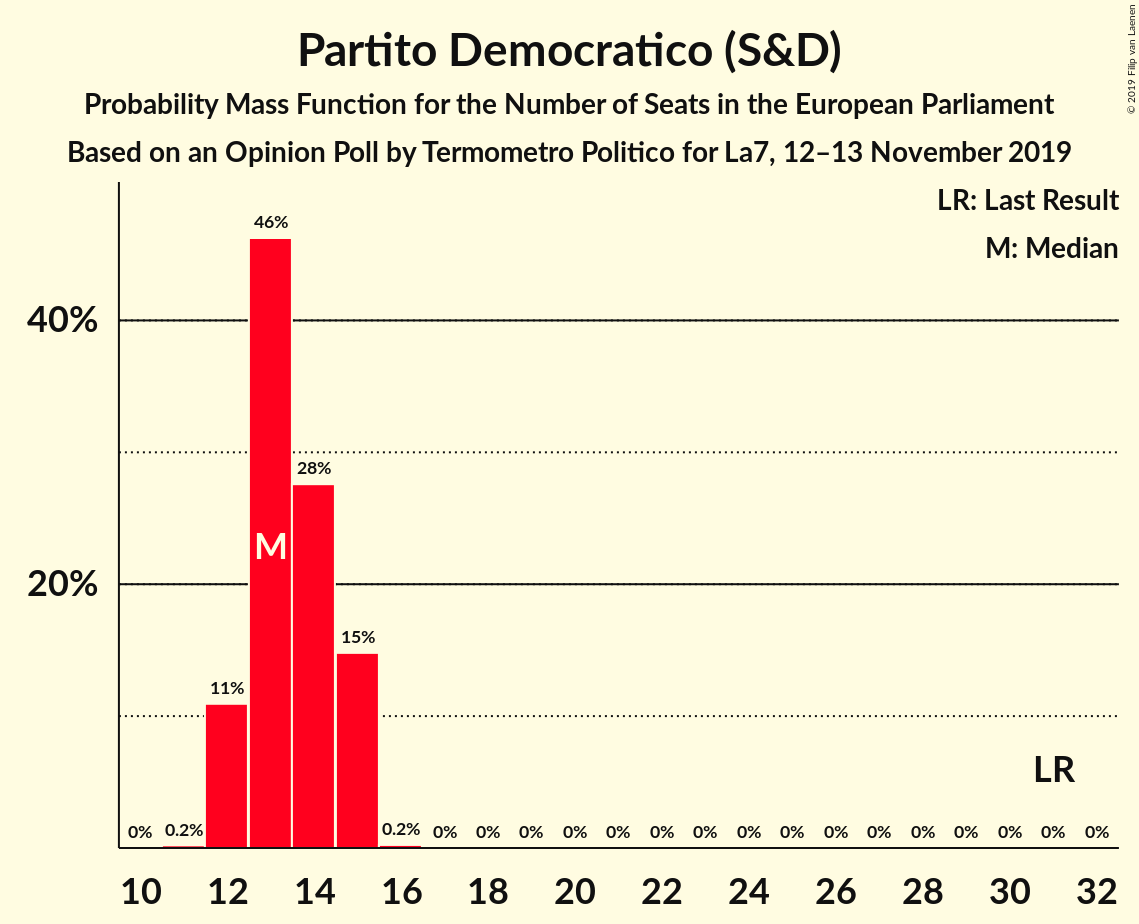 Partito Democratico (S&D)
Probability Mass Function for the Number of Seats in the European Parliament
Based on an Opinion Poll by Termometro Politico for La7, 12–13 November 2019
© 2019 Filip van Laenen
LR: Last Result
M: Median
40%
20%
0% 0.2% 11% 46% 28% 15% 0.2% 0% 0% 0% 0% 0% 0% 0% 0% 0% 0% 0% 0% 0% 0% 0% 0%
M
LR
10 12 14 16 18 20 22 24 26 28 30 32